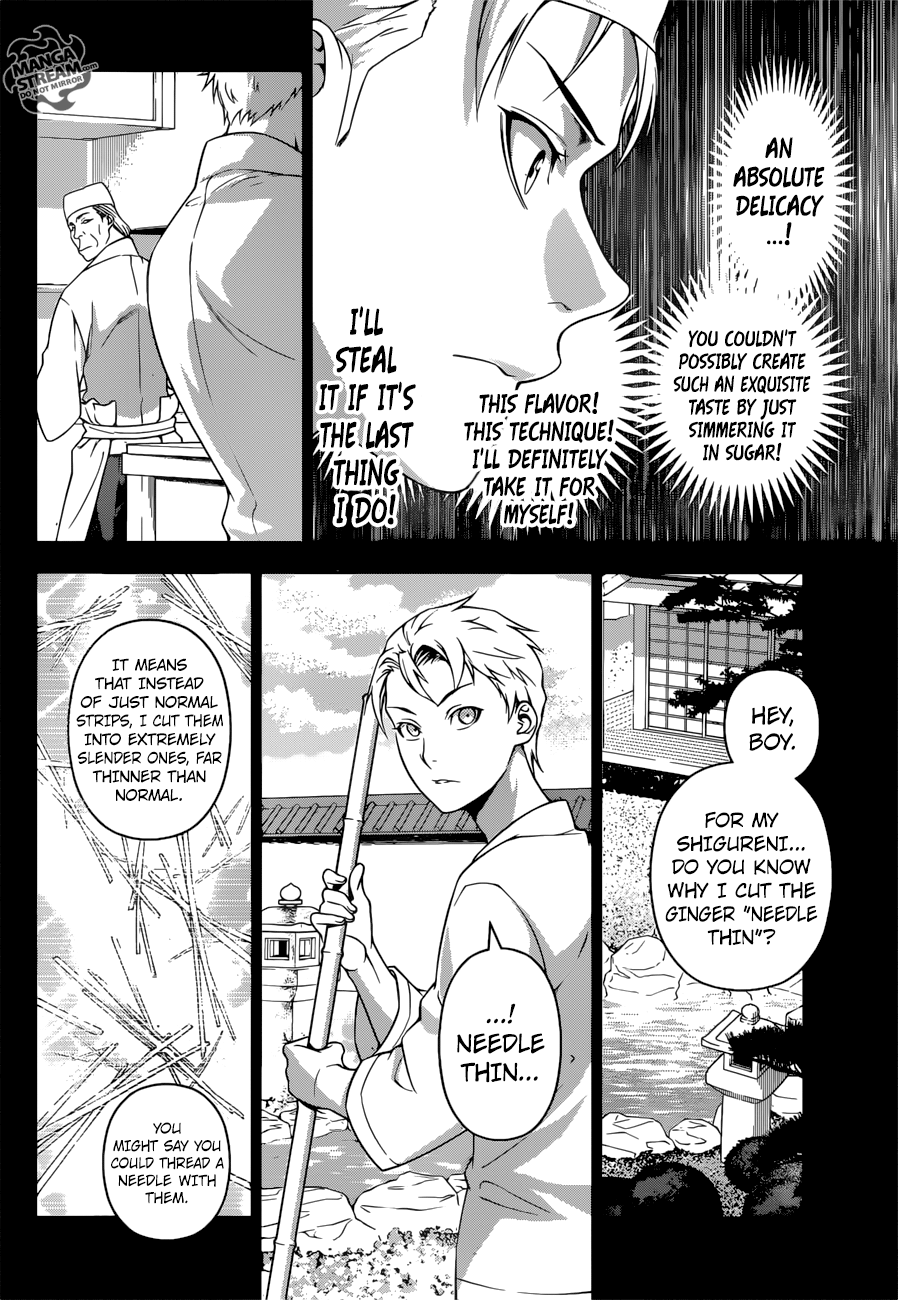 MANGA
STREAM.com
DO NOT MIRROR
AN
ABSOLUTE
DELICACY
...!
YOU COULDN'T
POSSIBLY CREATE
SUCH AN EXQUISITE
TASTE BY JUST
SIMMERING IT
IN SUGAR!
THIS FLAVOR!
THIS TECHNIQUE!
I'LL DEFINITELY
TAKE IT FOR
MYSELF!
I'LL
STEAL
IT IF IT'S
THE LAST
THING
I DO!
HEY,
BOY.
FOR MY
SHIGURENI...
DO YOU KNOW
WHY I CUT THE
GINGER "NEEDLE
THIN"?
...!
NEEDLE
THIN...
IT MEANS
THAT INSTEAD
OF JUST NORMAL
STRIPS, I CUT THEM
INTO EXTREMELY
SLENDER ONES, FAR
THINNER THAN
NORMAL.
YOU
MIGHT SAY YOU
COULD THREAD A
NEEDLE WITH
THEM.